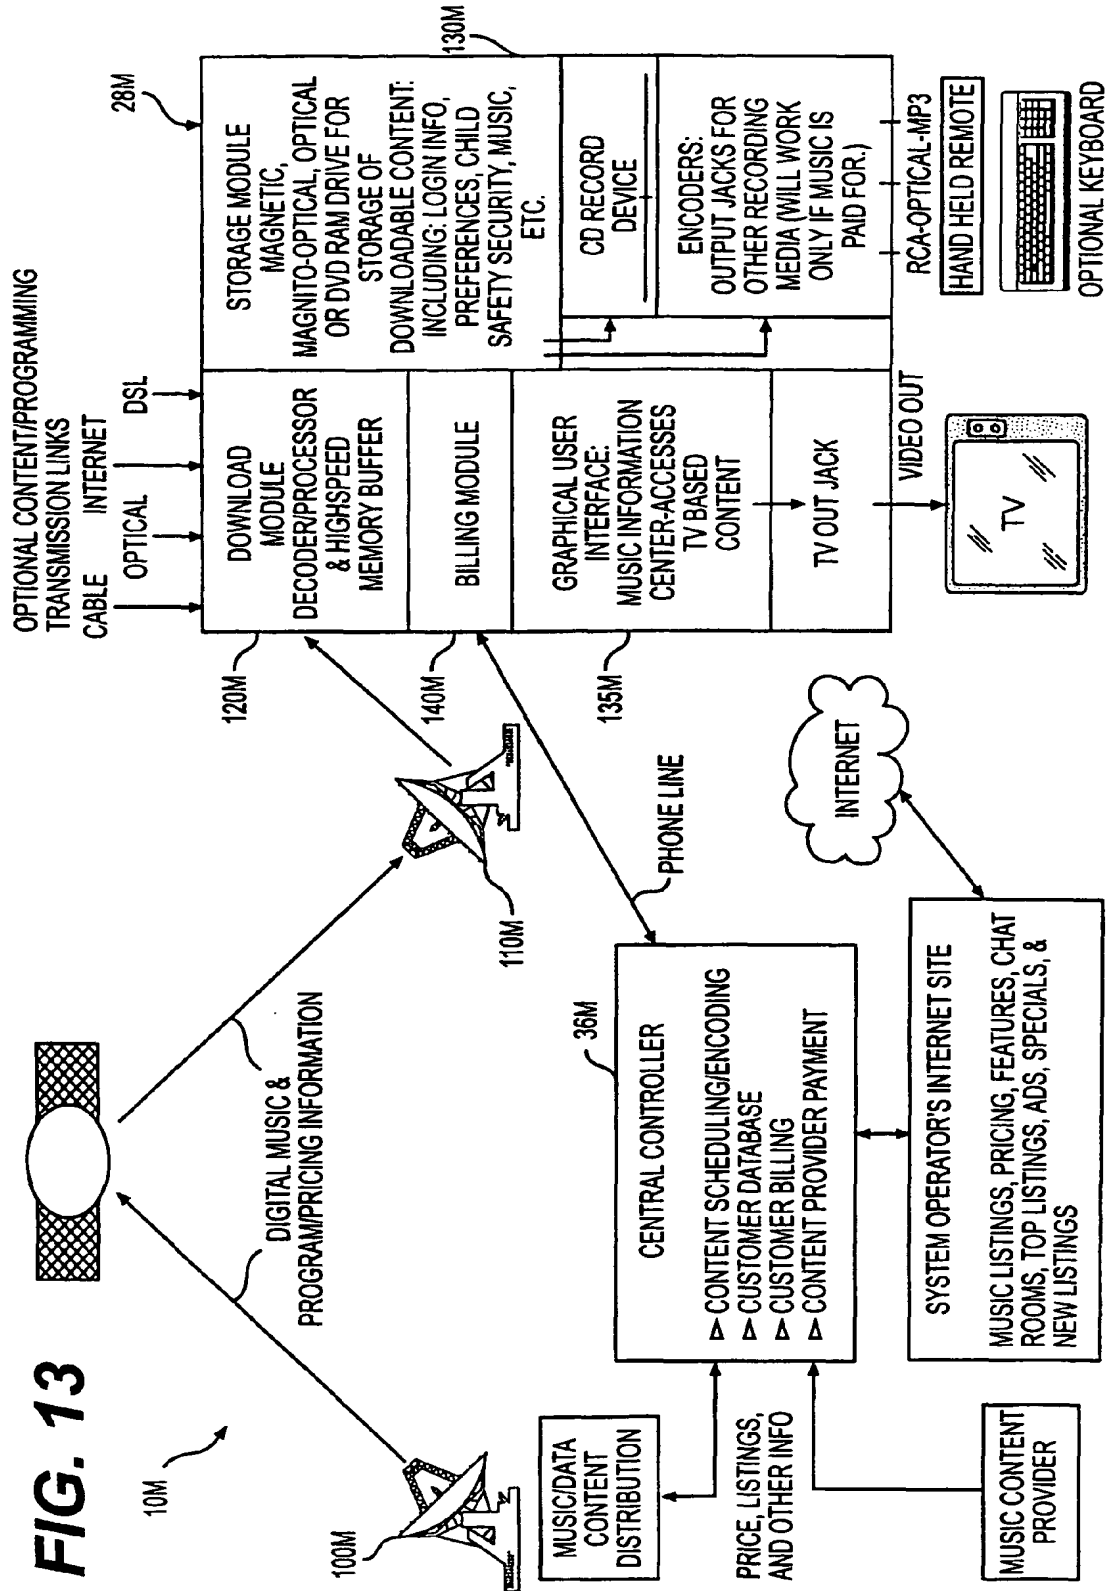 FIG. 13
10M
100M
DIGITAL MUSIC &
PROGRAM/PRICING INFORMATION
110M
OPTIONAL CONTENT/PROGRAMMING
TRANSMISSION LINKS
CABLE
INTERNET
OPTICAL
DSL
28M
120M
DOWNLOAD
MODULE
DECODER/PROCESSOR
& HIGHSPEED
MEMORY BUFFER
STORAGE MODULE
MAGNETIC,
MAGNITO-OPTICAL, OPTICAL
OR DVD RAM DRIVE FOR
STORAGE OF
DOWNLOADABLE CONTENT:
INCLUDING: LOGIN INFO,
PREFERENCES, CHILD
SAFETY SECURITY, MUSIC,
ETC.
130M
140M
BILLING MODULE
135M
GRAPHICAL USER
INTERFACE:
MUSIC INFORMATION
CENTER-ACCESSES
TV BASED
CONTENT
CD RECORD
DEVICE
ENCODERS:
OUTPUT JACKS FOR
OTHER RECORDING
MEDIA (WILL WORK
ONLY IF MUSIC IS
PAID FOR.)
TV OUT JACK
VIDEO OUT
TV
RCA-OPTICAL-MP3
HAND HELD REMOTE
OPTIONAL KEYBOARD
PHONE LINE
36M
CENTRAL CONTROLLER
▷ CONTENT SCHEDULING/ENCODING
▷ CUSTOMER DATABASE
▷ CUSTOMER BILLING
▷ CONTENT PROVIDER PAYMENT
MUSIC/DATA
CONTENT
DISTRIBUTION
PRICE, LISTINGS,
AND OTHER INFO
MUSIC CONTENT
PROVIDER
SYSTEM OPERATOR'S INTERNET SITE
MUSIC LISTINGS, PRICING, FEATURES, CHAT
ROOMS, TOP LISTINGS, ADS, SPECIALS, &
NEW LISTINGS
INTERNET